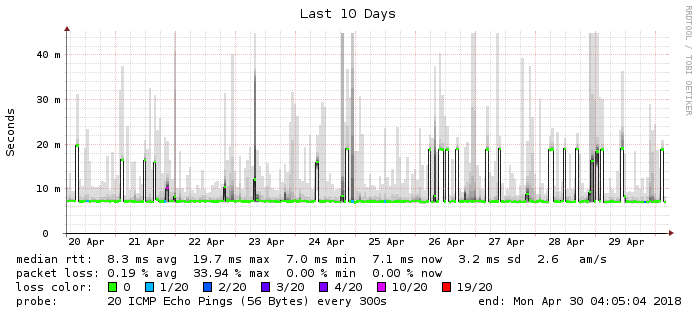 Last 10 Days
RRDTOOL / TOBI OETIKER
Seconds
40 m
30 m
20 m
10 m
0
20 Apr 21 Apr 22 Apr 23 Apr 24 Apr 25 Apr 26 Apr 27 Apr 28 Apr 29 Apr
median rtt: 8.3 ms avg 19.7 ms max 7.0 ms min 7.1 ms now 3.2 ms sd 2.6 am/s
packet loss: 0.19 % avg 33.94 % max 0.00 % min 0.00 % now
loss color: 0 1/20 2/20 3/20 4/20 10/20 19/20
probe: 20 ICMP Echo Pings (56 Bytes) every 300s end: Mon Apr 30 04:05:04 2018